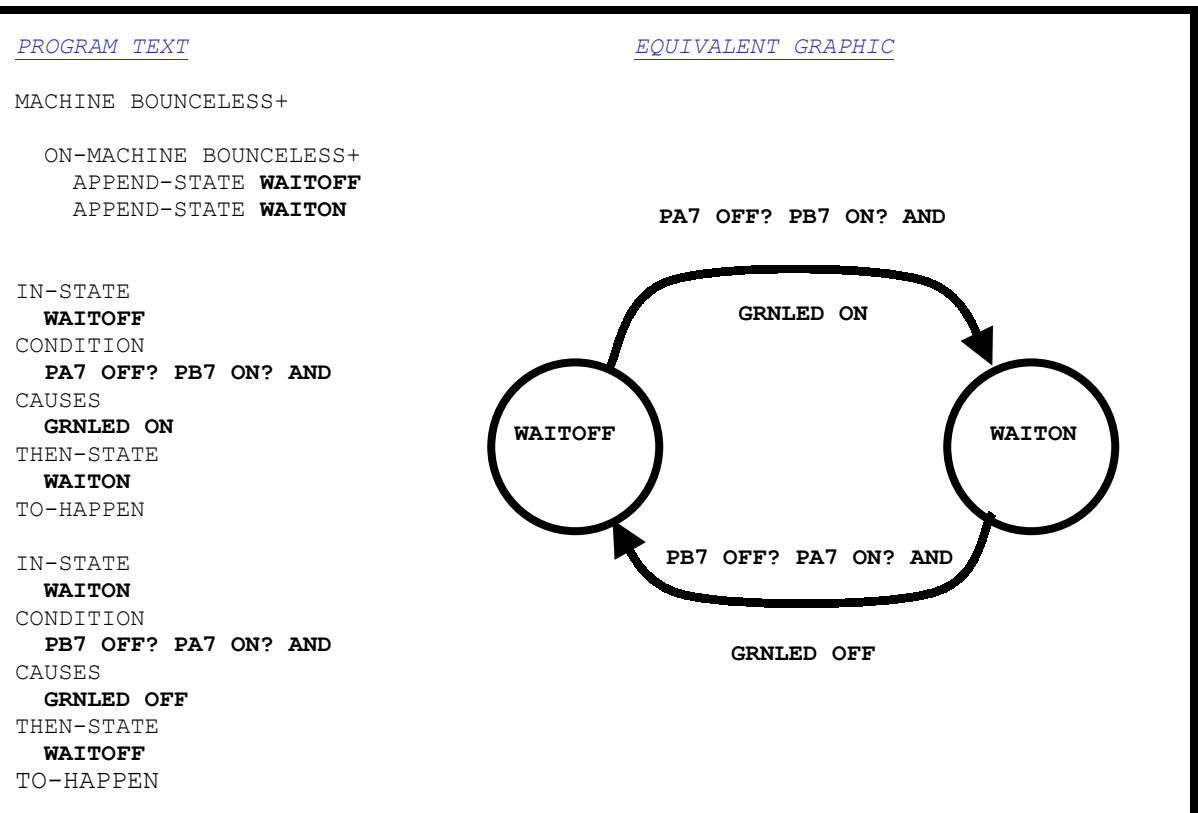 PROGRAM TEXT
MACHINE BOUNCELESS+
ON-MACHINE BOUNCELESS+
APPEND-STATE WAITOFF
APPEND-STATE WAITON
IN-STATE
WAITOFF
CONDITION
PA7 OFF? PB7 ON? AND
CAUSES
GRNLED ON
THEN-STATE
WAITON
TO-HAPPEN
IN-STATE
WAITON
CONDITION
PB7 OFF? PA7 ON? AND
CAUSES
GRNLED OFF
THEN-STATE
WAITOFF
TO-HAPPEN
EQUIVALENT GRAPHIC
PA7 OFF? PB7 ON? AND
GRNLED ON
WAITOFF
WAITON
PB7 OFF? PA7 ON? AND
GRNLED OFF